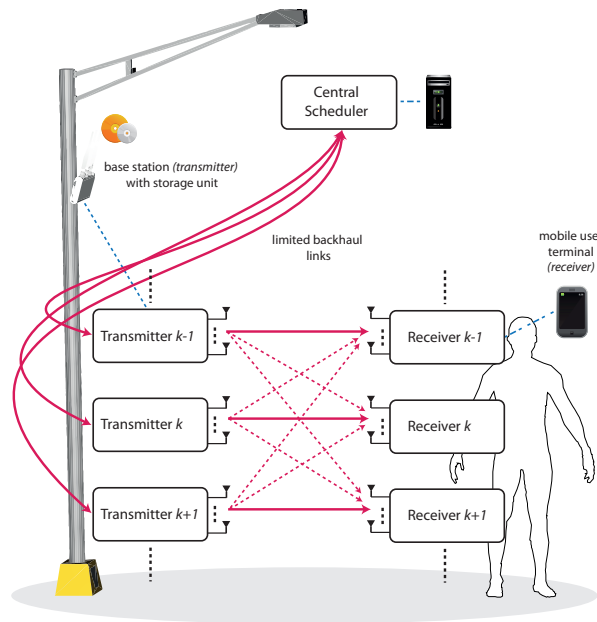 Central
Scheduler
base station (transmitter)
with storage unit
limited backhaul
links
mobile use
terminal
(receiver)
Transmitter k-1
Receiver k-1
Transmitter k
Receiver k
Transmitter k+1
Receiver k+1